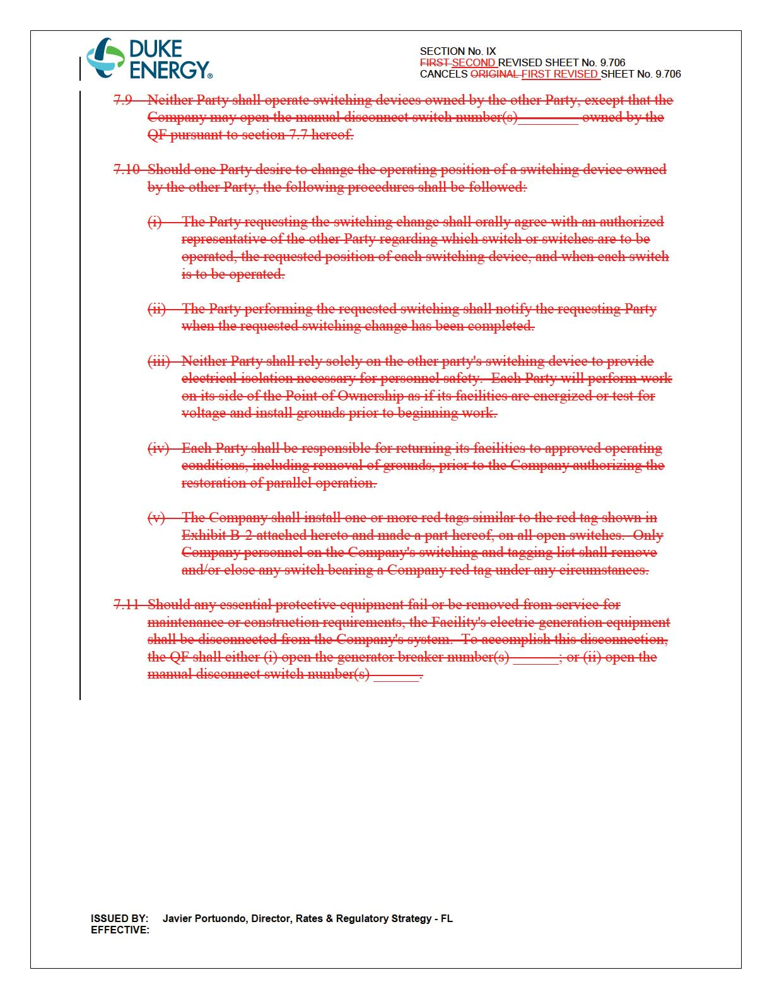 DUKE
ENERGY®
SECTION No. IX
FIRST SECOND REVISED SHEET No. 9.706
CANCELS ORIGINAL FIRST REVISED SHEET No. 9.706
7.9 Neither Party shall operate switching devices owned by the other Party, except that the
Company may open the manual disconnect switch number(s)________ owned by the
QF pursuant to section 7.7 hereof.
7.10 Should one Party desire to change the operating position of a switching device owned
by the other Party, the following procedures shall be followed:
(i) The Party requesting the switching change shall orally agree with an authorized
representative of the other Party regarding which switch or switches are to be
operated, the requested position of each switching device, and when each switch
is to be operated.
(ii) The Party performing the requested switching shall notify the requesting Party
when the requested switching change has been completed.
(iii) Neither Party shall rely solely on the other party's switching device to provide
electrical isolation necessary for personnel safety. Each Party will perform work
on its side of the Point of Ownership as if its facilities are energized or test for
voltage and install grounds prior to beginning work.
(iv) Each Party shall be responsible for returning its facilities to approved operating
conditions, including removal of grounds, prior to the Company authorizing the
restoration of parallel operation.
(v) The Company shall install one or more red tags similar to the red tag shown in
Exhibit B-2 attached hereto and made a part hereof, on all open switches. Only
Company personnel on the Company's switching and tagging list shall remove
and/or close any switch bearing a Company red tag under any circumstances.
7.11 Should any essential protective equipment fail or be removed from service for
maintenance or construction requirements, the Facility's electric generation equipment
shall be disconnected from the Company's system. To accomplish this disconnection,
the QF shall either (i) open the generator breaker number(s) ______; or (ii) open the
manual disconnect switch number(s) ______.
ISSUED BY: Javier Portuondo, Director, Rates & Regulatory Strategy - FL
EFFECTIVE: